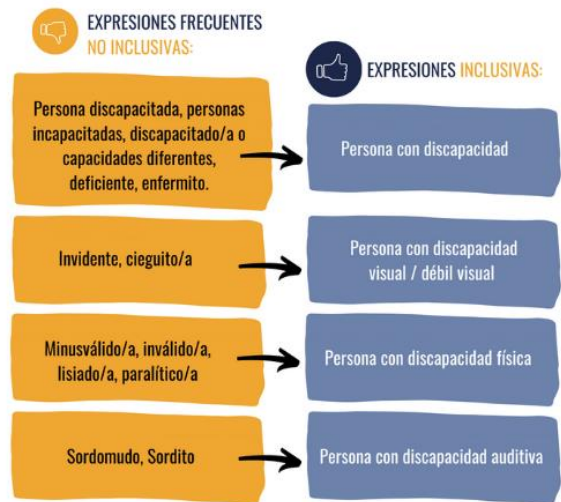 EXPRESIONES FRECUENTES
NO INCLUSIVAS:
EXPRESIONES INCLUSIVAS:
Persona discapacitada, personas
incapacitadas, discapacitado/a o
capacidades diferentes,
deficiente, enfermito.
Persona con discapacidad
Invidente, cieguito/a
Persona con discapacidad
visual / débil visual
Minusválido/a, inválido/a,
lisiado/a, paralítico/a
Persona con discapacidad física
Sordomudo, Sordito
Persona con discapacidad auditiva